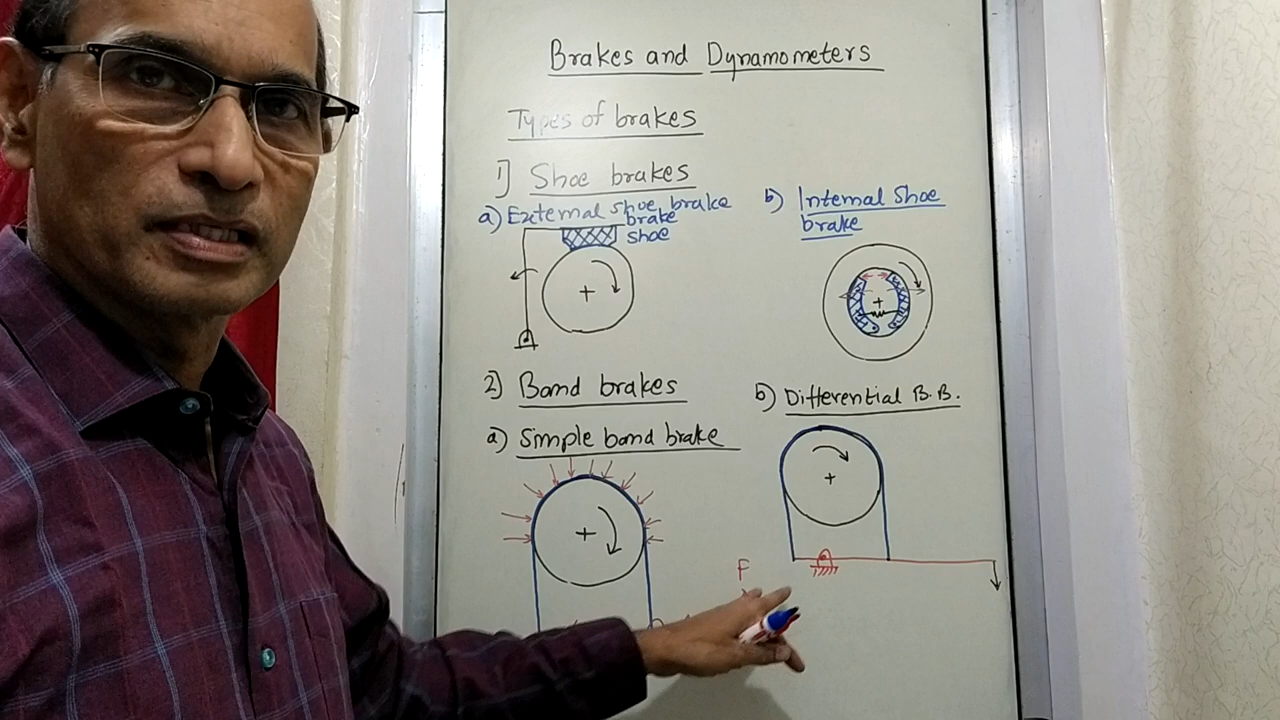 Brakes and Dynamometers
Types of brakes
1] Shoe brakes
a) External shoe brake
brake
shoe
b) Internal Shoe
brake
2) Band brakes
a) Simple band brake
b) Differential B.B.
F